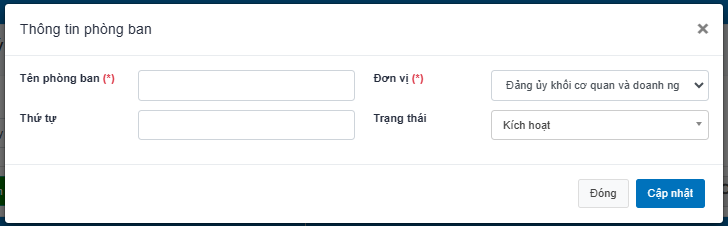 Thông tin phòng ban
×
Tên phòng ban (*)
Đơn vị (*)
Đảng ủy khối cơ quan và doanh ng
Thứ tự
Trạng thái
Kích hoạt
Đóng
Cập nhật